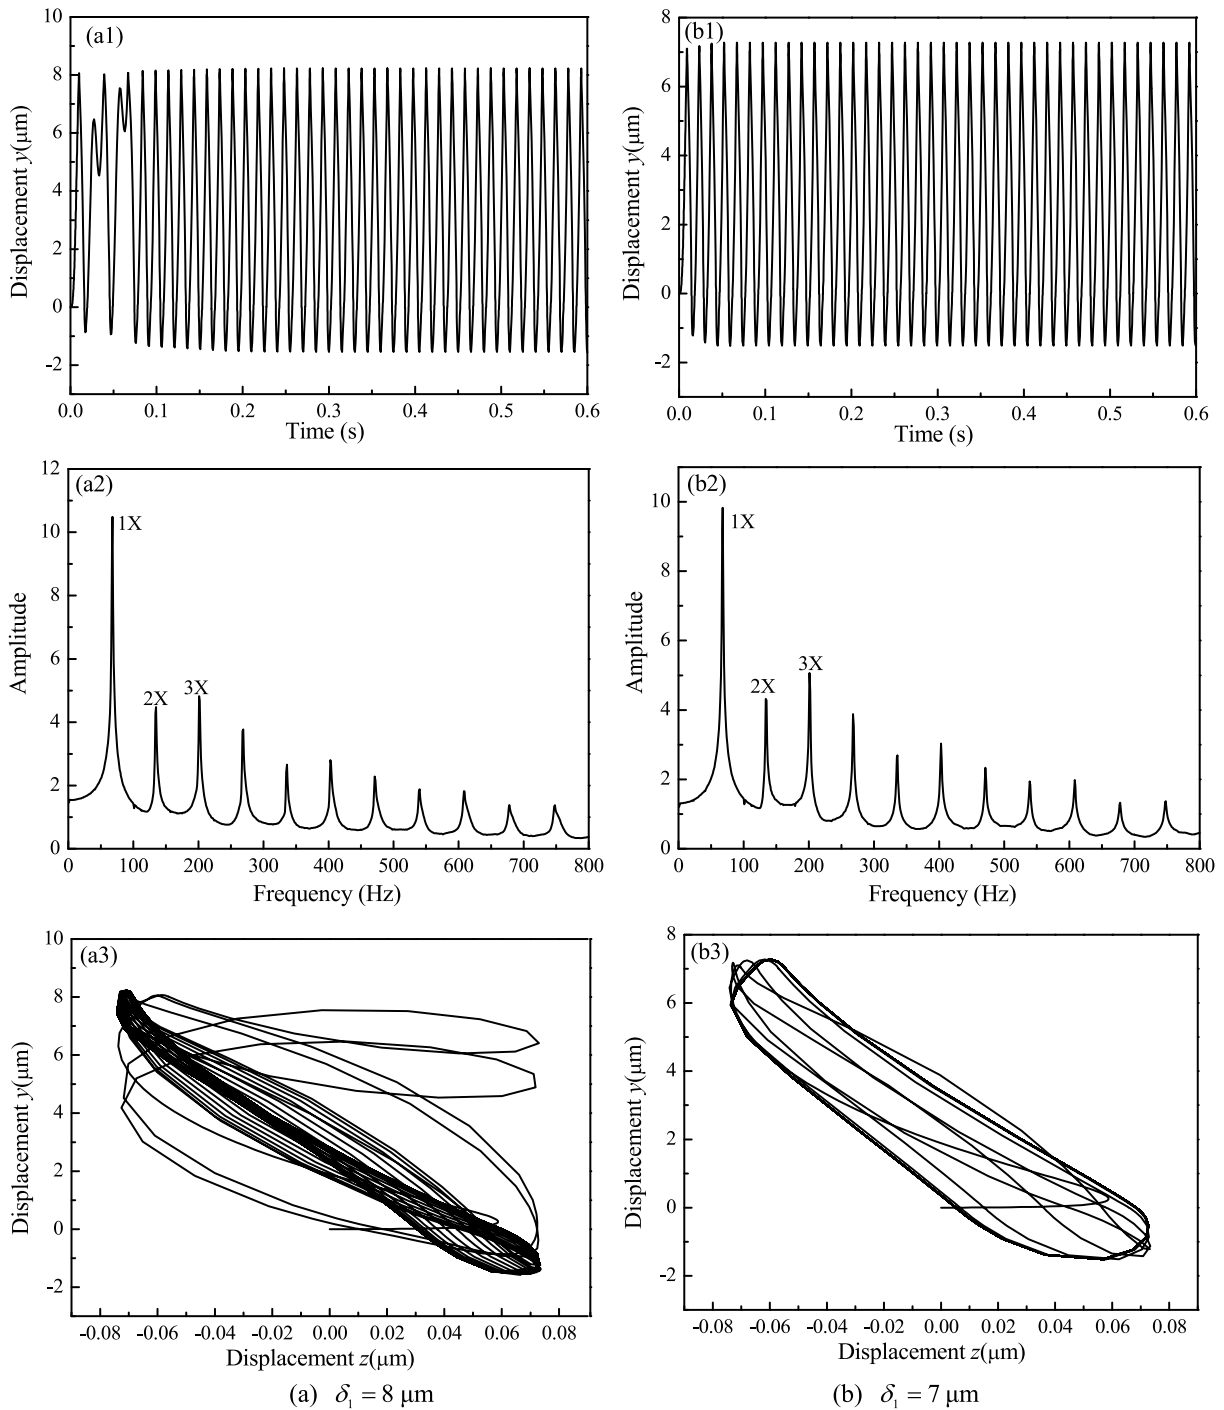 (a1)
10
8
6
4
2
0
-2
Displacement y(μm)
0.0 0.1 0.2 0.3 0.4 0.5 0.6
Time (s)
(b1)
8
6
4
2
0
-2
Displacement y(μm)
0.0 0.1 0.2 0.3 0.4 0.5 0.6
Time (s)
(a2)
12
10
8
6
4
2
0
Amplitude
1X
2X
3X
0 100 200 300 400 500 600 700 800
Frequency (Hz)
(b2)
10
8
6
4
2
0
Amplitude
1X
2X
3X
0 100 200 300 400 500 600 700 800
Frequency (Hz)
(a3)
10
8
6
4
2
0
-2
Displacement y(μm)
-0.08 -0.06 -0.04 -0.02 0.00 0.02 0.04 0.06 0.08
Displacement z(μm)
(a) δ₁ = 8 μm
(b3)
8
6
4
2
0
-2
Displacement y(μm)
-0.08 -0.06 -0.04 -0.02 0.00 0.02 0.04 0.06 0.08
Displacement z(μm)
(b) δ₁ = 7 μm